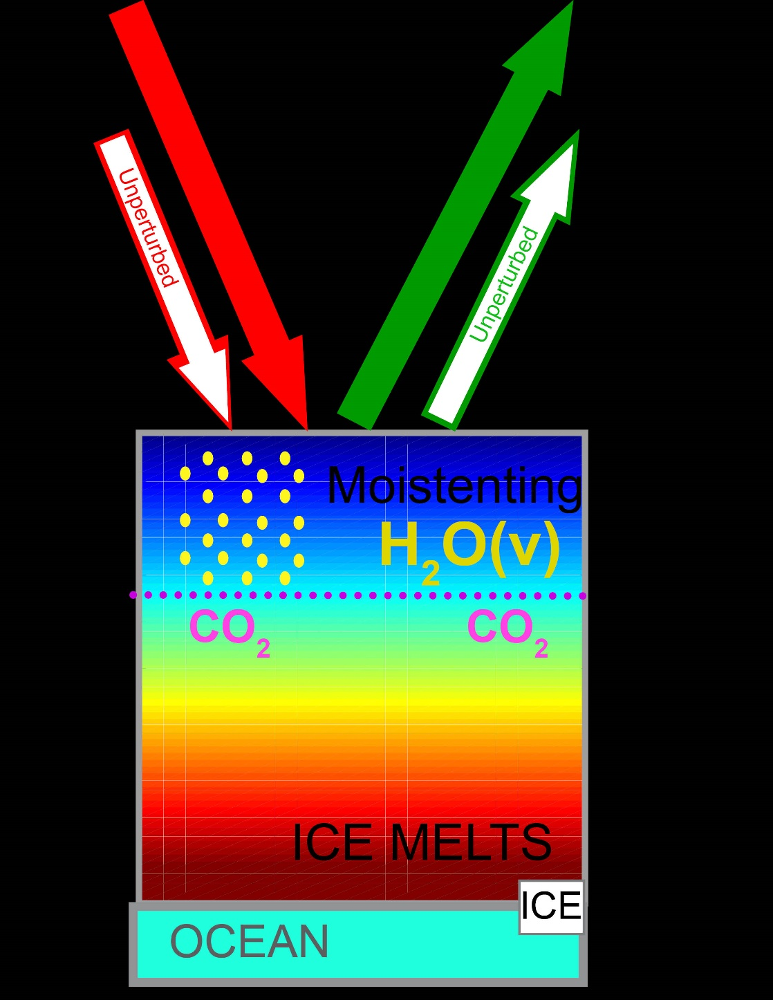 Unperturbed
Unperturbed
Moistenting
H₂O(v)
CO₂ CO₂
ICE MELTS
ICE
OCEAN